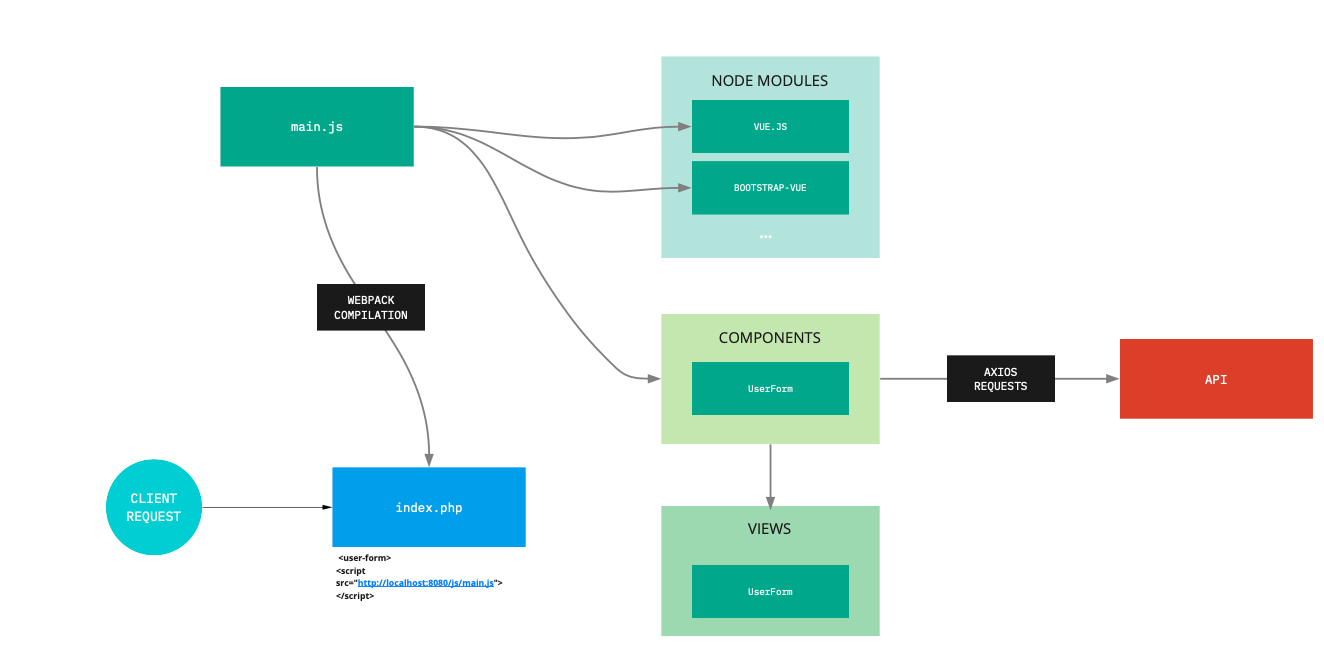 NODE MODULES
main.js
VUE.JS
BOOTSTRAP-VUE
...
WEBPACK
COMPILATION
COMPONENTS
UserForm
AXIOS
REQUESTS
API
CLIENT
REQUEST
index.php
<user-form>
<script
src="http://localhost:8080/js/main.js">
</script>
VIEWS
UserForm